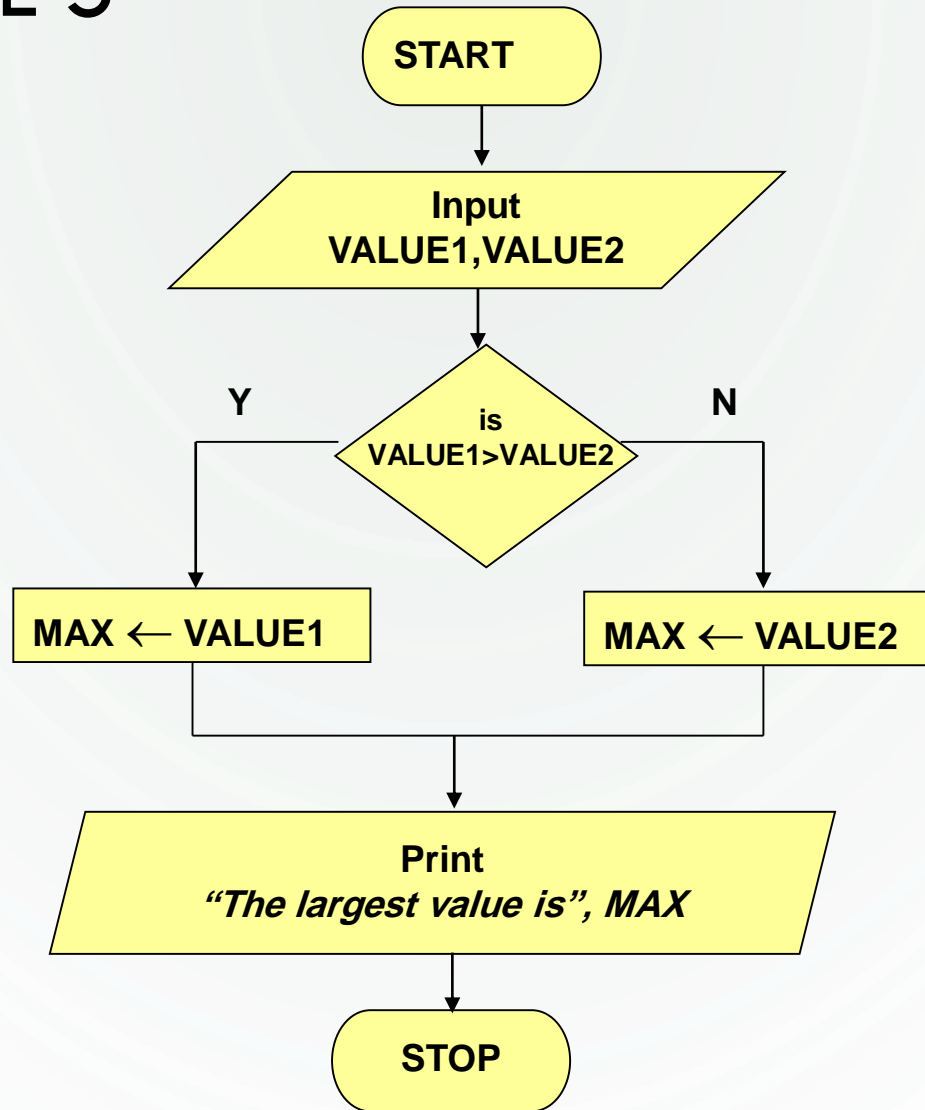 START
Input
VALUE1,VALUE2
Y
N
is
VALUE1>VALUE2
MAX ← VALUE1
MAX ← VALUE2
Print
“The largest value is”, MAX
STOP